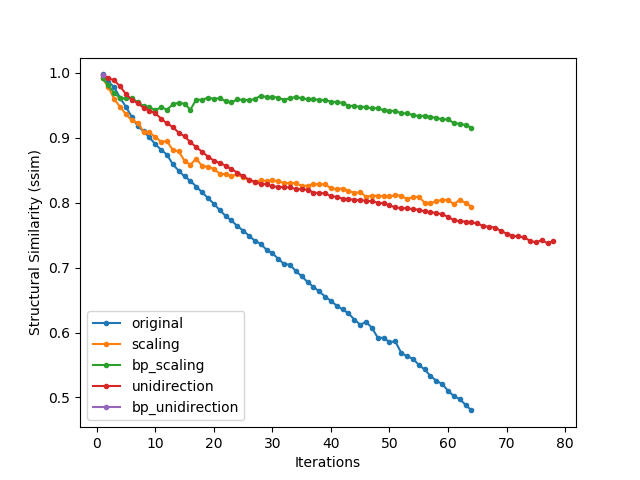 1.0
0.9
0.8
0.7
0.6
0.5
Structural Similarity (ssim)
original
scaling
bp_scaling
unidirection
bp_unidirection
0 10 20 30 40 50 60 70 80
Iterations